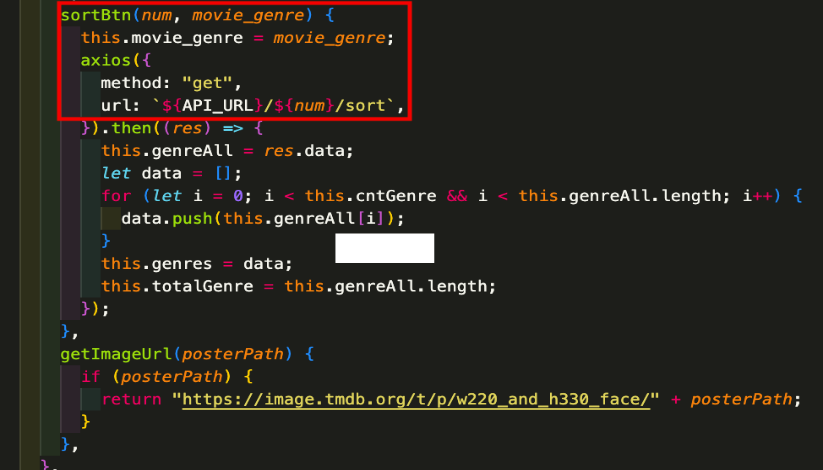 sortBtn(num, movie_genre) {
this.movie_genre = movie_genre;
axios({
method: "get",
url: `${API_URL}/${num}/sort`,
}).then((res) => {
this.genreAll = res.data;
let data = [];
for (let i = 0; i < this.cntGenre && i < this.genreAll.length; i++) {
data.push(this.genreAll[i]);
}
this.genres = data;
this.totalGenre = this.genreAll.length;
});
},
getImageUrl(posterPath) {
if (posterPath) {
return "https://image.tmdb.org/t/p/w220_and_h330_face/" + posterPath;
}
},
},